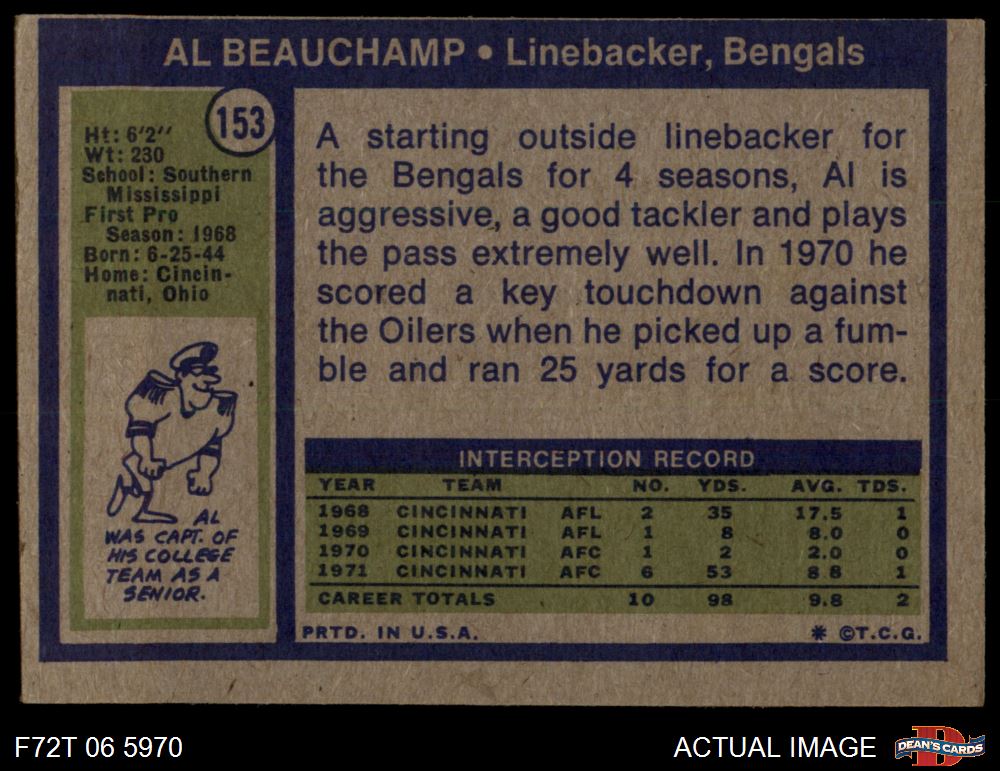 AL BEAUCHAMP • Linebacker, Bengals
153
Ht: 6'2''
Wt: 230
School: Southern
Mississippi
First Pro
Season: 1968
Born: 6-25-44
Home: Cincin-
nati, Ohio
AL
WAS CAPT. OF
HIS COLLEGE
TEAM AS A
SENIOR.
A starting outside linebacker for
the Bengals for 4 seasons, Al is
aggressive, a good tackler and plays
the pass extremely well. In 1970 he
scored a key touchdown against
the Oilers when he picked up a fum-
ble and ran 25 yards for a score.
INTERCEPTION RECORD
YEAR TEAM NO. YDS. AVG. TDS.
1968 CINCINNATI AFL 2 35 17.5 1
1969 CINCINNATI AFL 1 8 8.0 0
1970 CINCINNATI AFC 1 2 2.0 0
1971 CINCINNATI AFC 6 53 8 8 1
CAREER TOTALS 10 98 9.8 2
PRTD. IN U.S.A. * ©T.C.G.
F72T 06 5970
ACTUAL IMAGE
D
DEAN'S CARDS